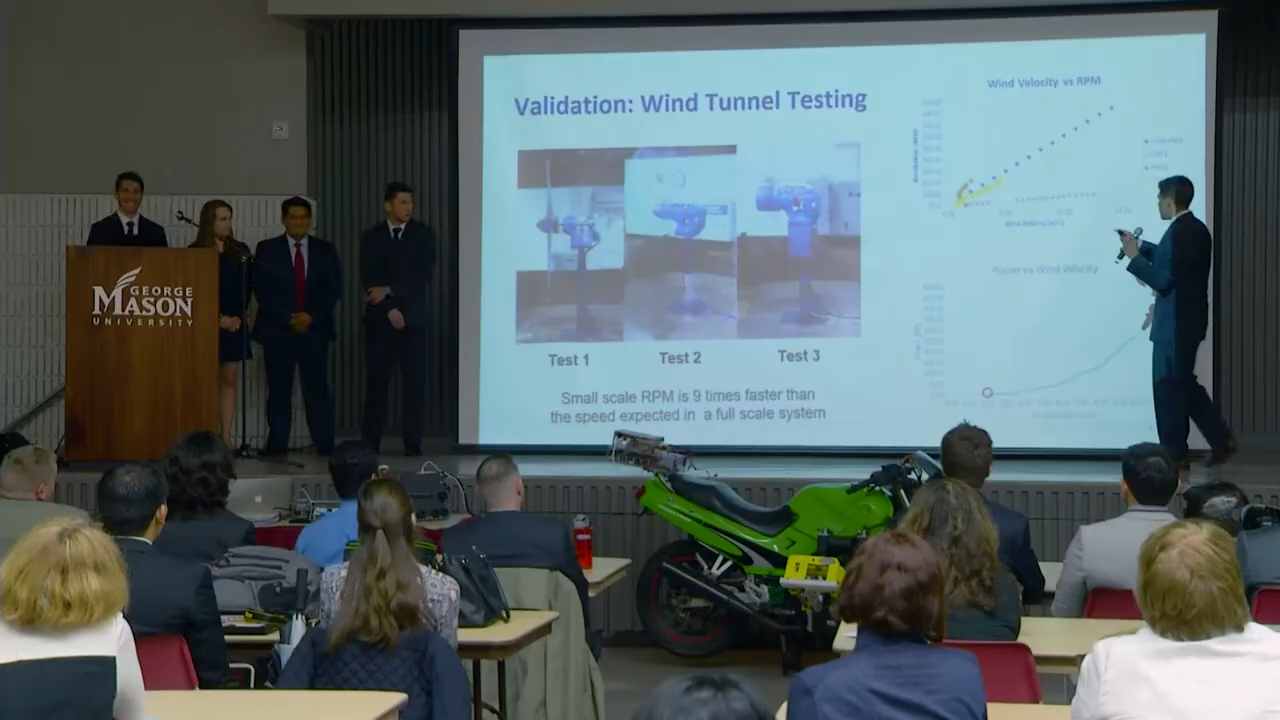 GEORGE
MASON
UNIVERSITY
Validation: Wind Tunnel Testing
Test 1
Test 2
Test 3
Small scale RPM is 9 times faster than
the speed expected in a full scale system
Wind Velocity vs RPM
Power vs Wind Velocity